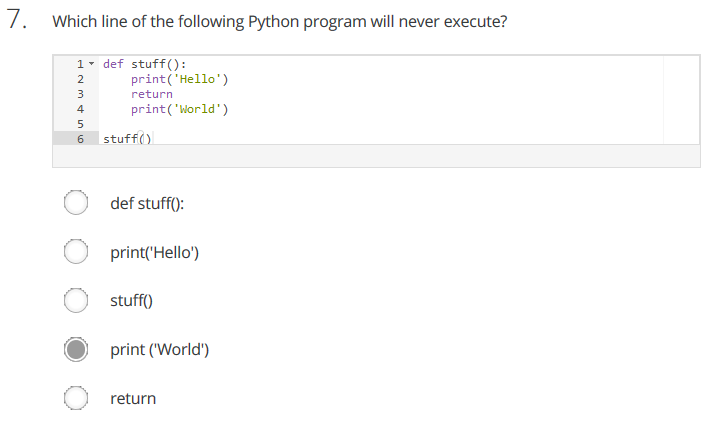 7. Which line of the following Python program will never execute?
1 def stuff():
2 print('Hello')
3 return
4 print('World')
5
6 stuff()
def stuff():
print('Hello')
stuff()
print ('World')
return